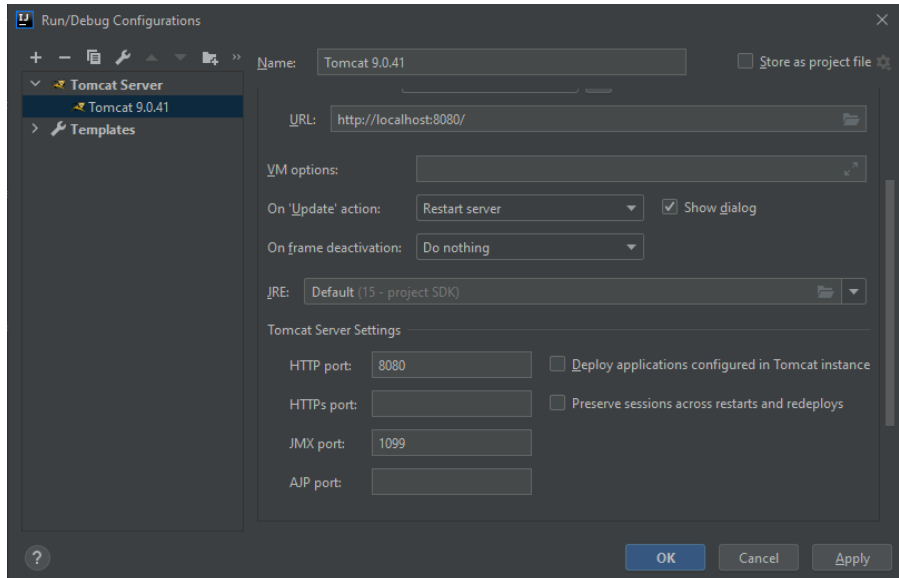 Run/Debug Configurations
Name: Tomcat 9.0.41 Store as project file
Tomcat Server
Tomcat 9.0.41
Templates
URL: http://localhost:8080/
VM options:
On 'Update' action: Restart server Show dialog
On frame deactivation: Do nothing
JRE: Default (15 - project SDK)
Tomcat Server Settings
HTTP port: 8080 Deploy applications configured in Tomcat instance
HTTPs port: Preserve sessions across restarts and redeploys
JMX port: 1099
AJP port:
? OK Cancel Apply